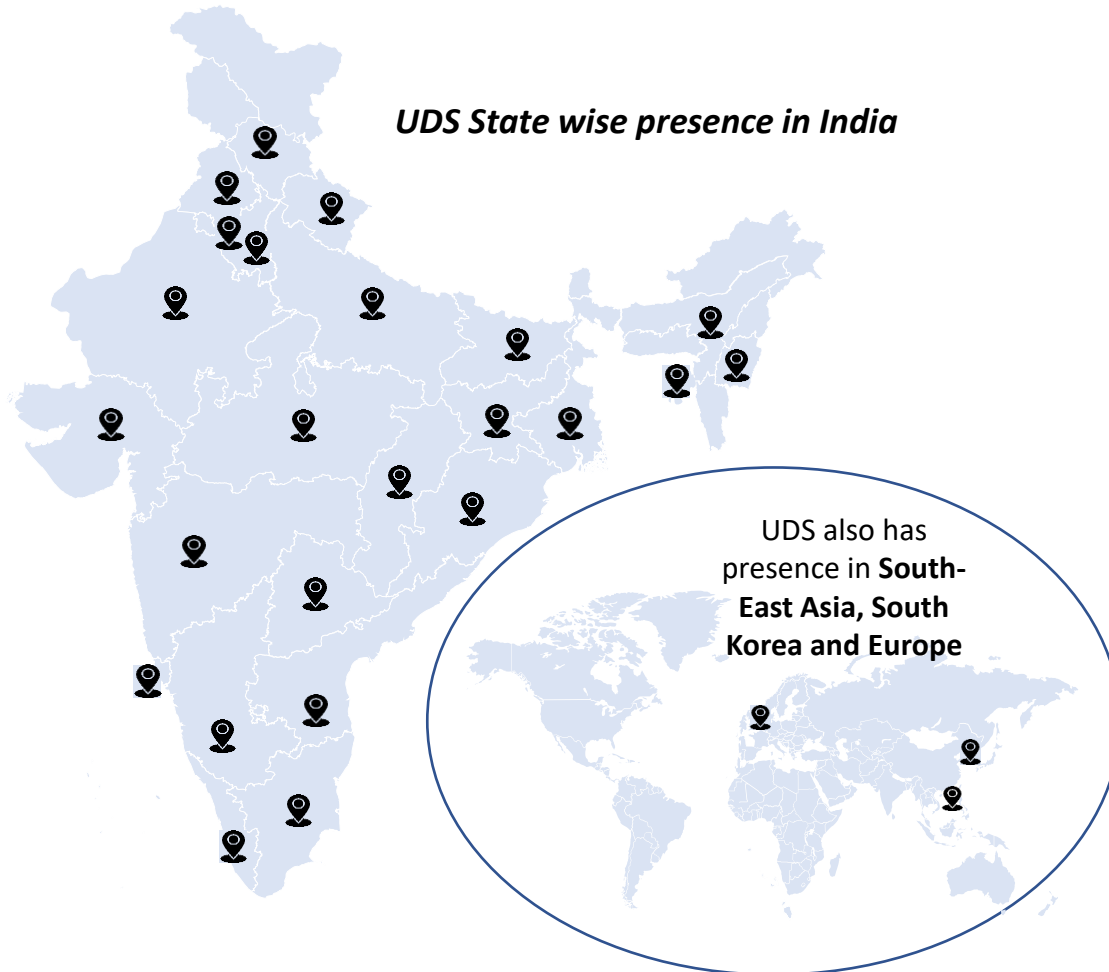 UDS State wise presence in India
UDS also has
presence in South-
East Asia, South
Korea and Europe